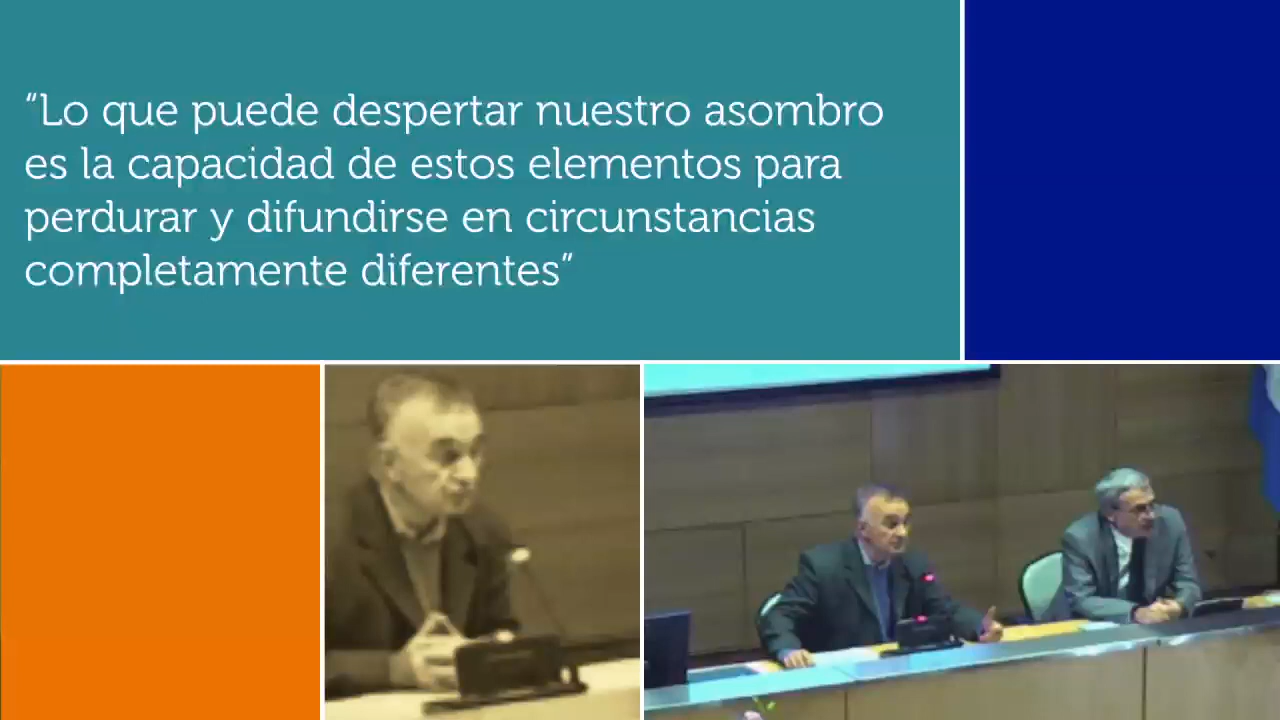 “Lo que puede despertar nuestro asombro
es la capacidad de estos elementos para
perdurar y difundirse en circunstancias
completamente diferentes”